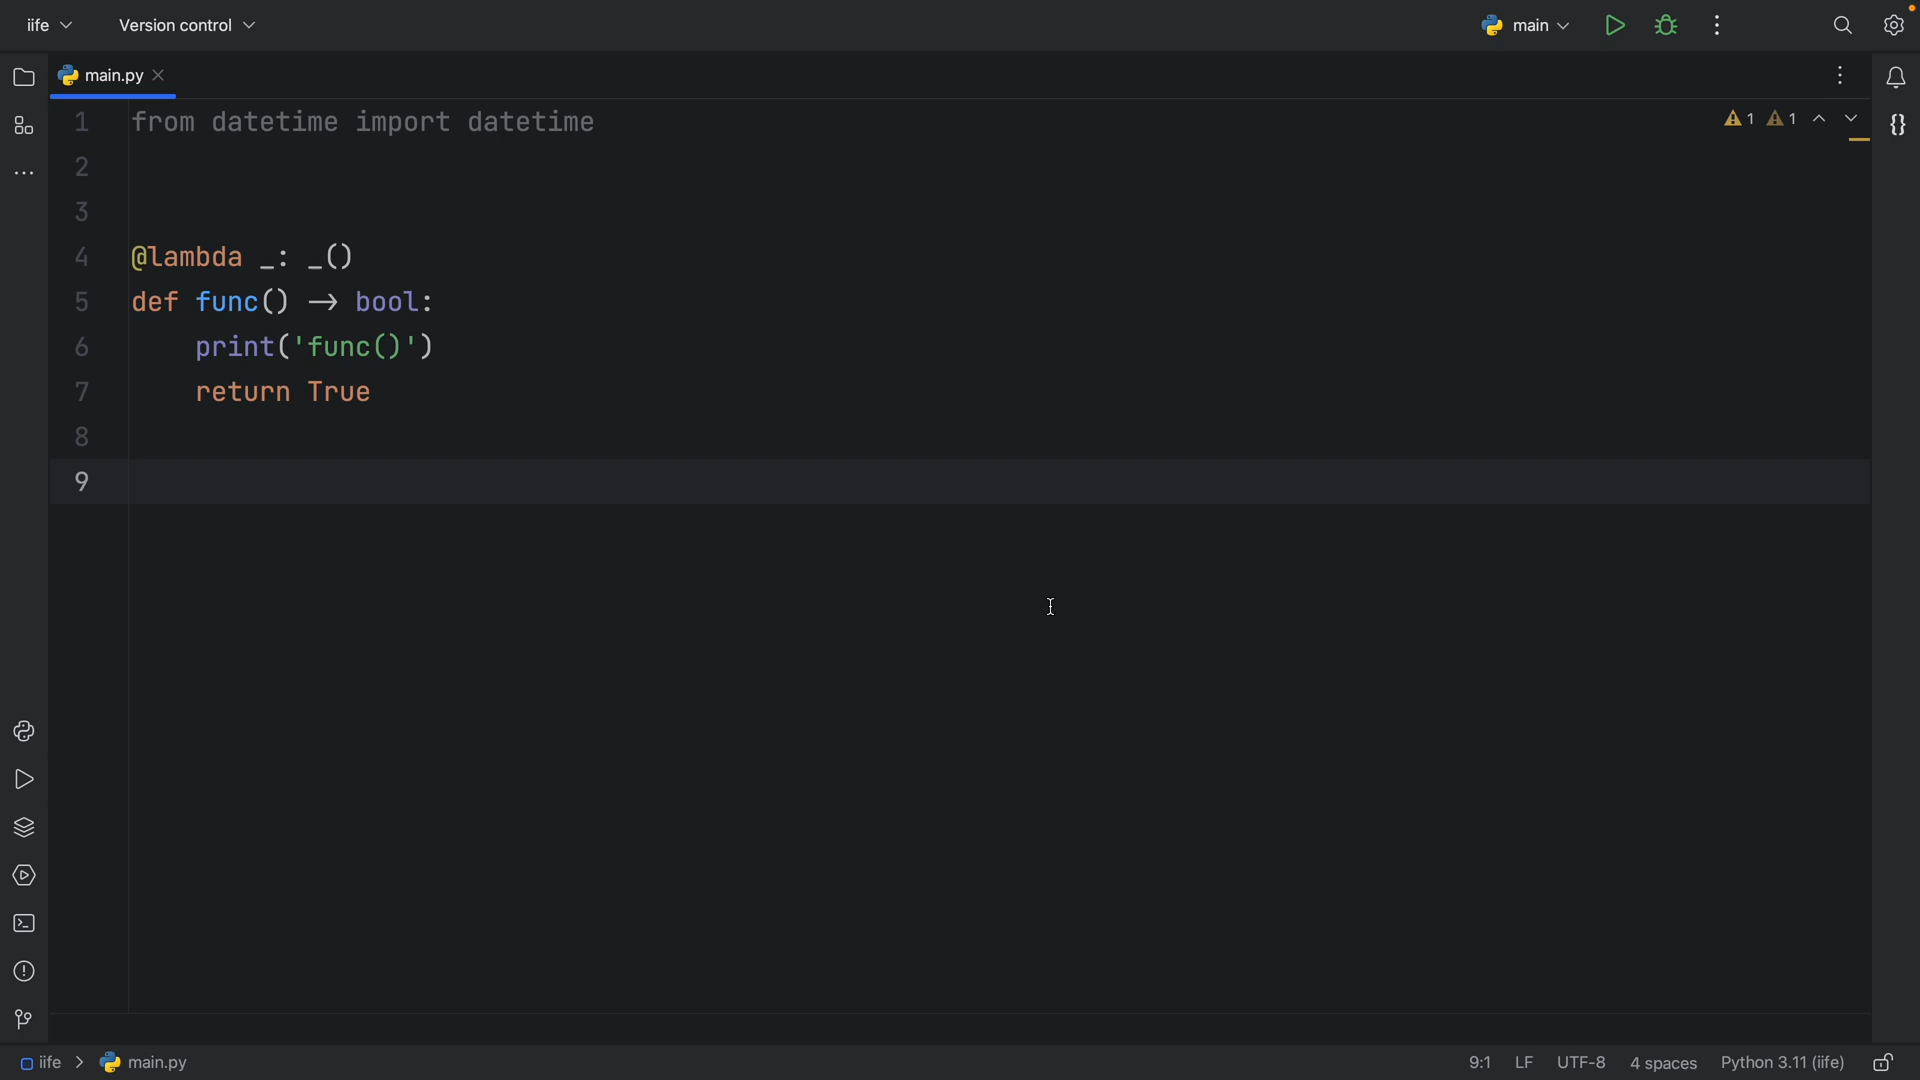 iife Version control main
main.py
1 from datetime import datetime 1 1
2
3
4 @lambda _: _()
5 def func() → bool:
6 print('func()')
7 return True
8
9
iife > main.py 9:1 LF UTF-8 4 spaces Python 3.11 (iife)